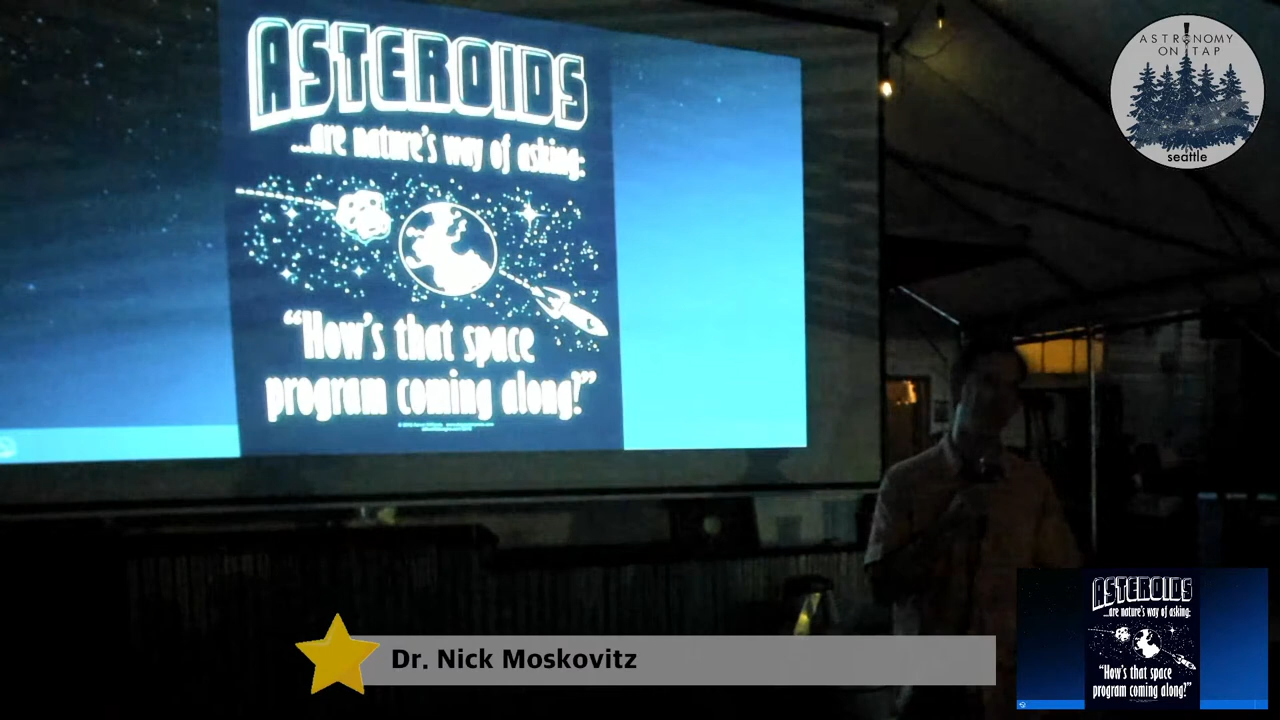 ASTEROIDS
...are nature's way of asking:
"How's that space
program coming along?"
ASTRONOMY
ON TAP
seattle
Dr. Nick Moskovitz
ASTEROIDS
...are nature's way of asking:
"How's that space
program coming along?"